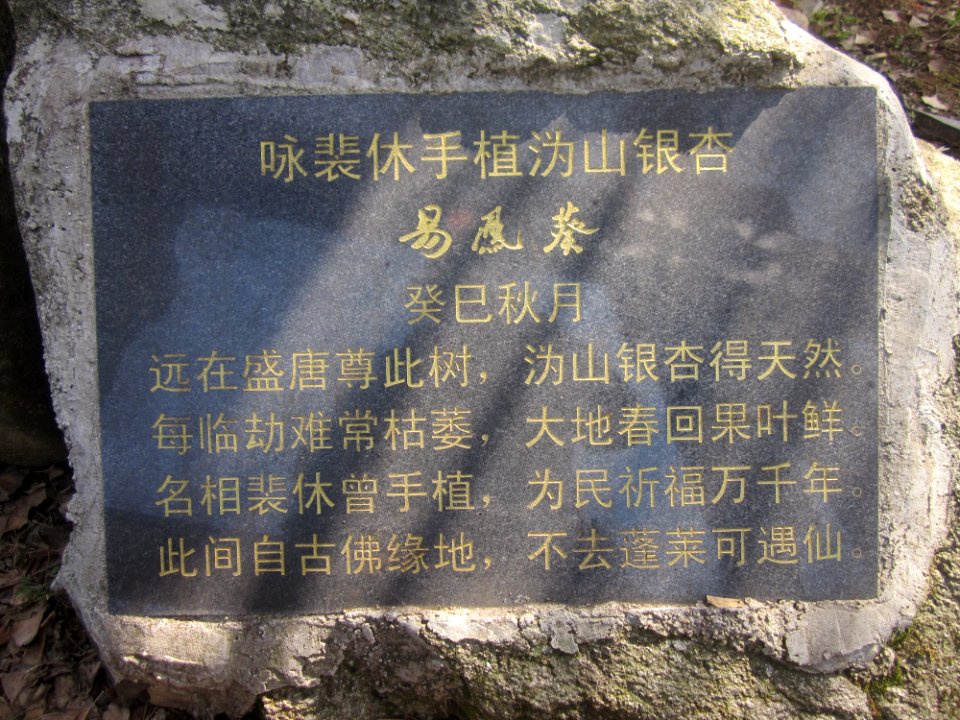 咏裴休手植沩山银杏
易凤葵
癸巳秋月
远在盛唐尊此树，沩山银杏得天然。
每临劫难常枯萎，大地春回果叶鲜。
名相裴休曾手植，为民祈福万千年。
此间自古佛缘地，不去蓬莱可遇仙。